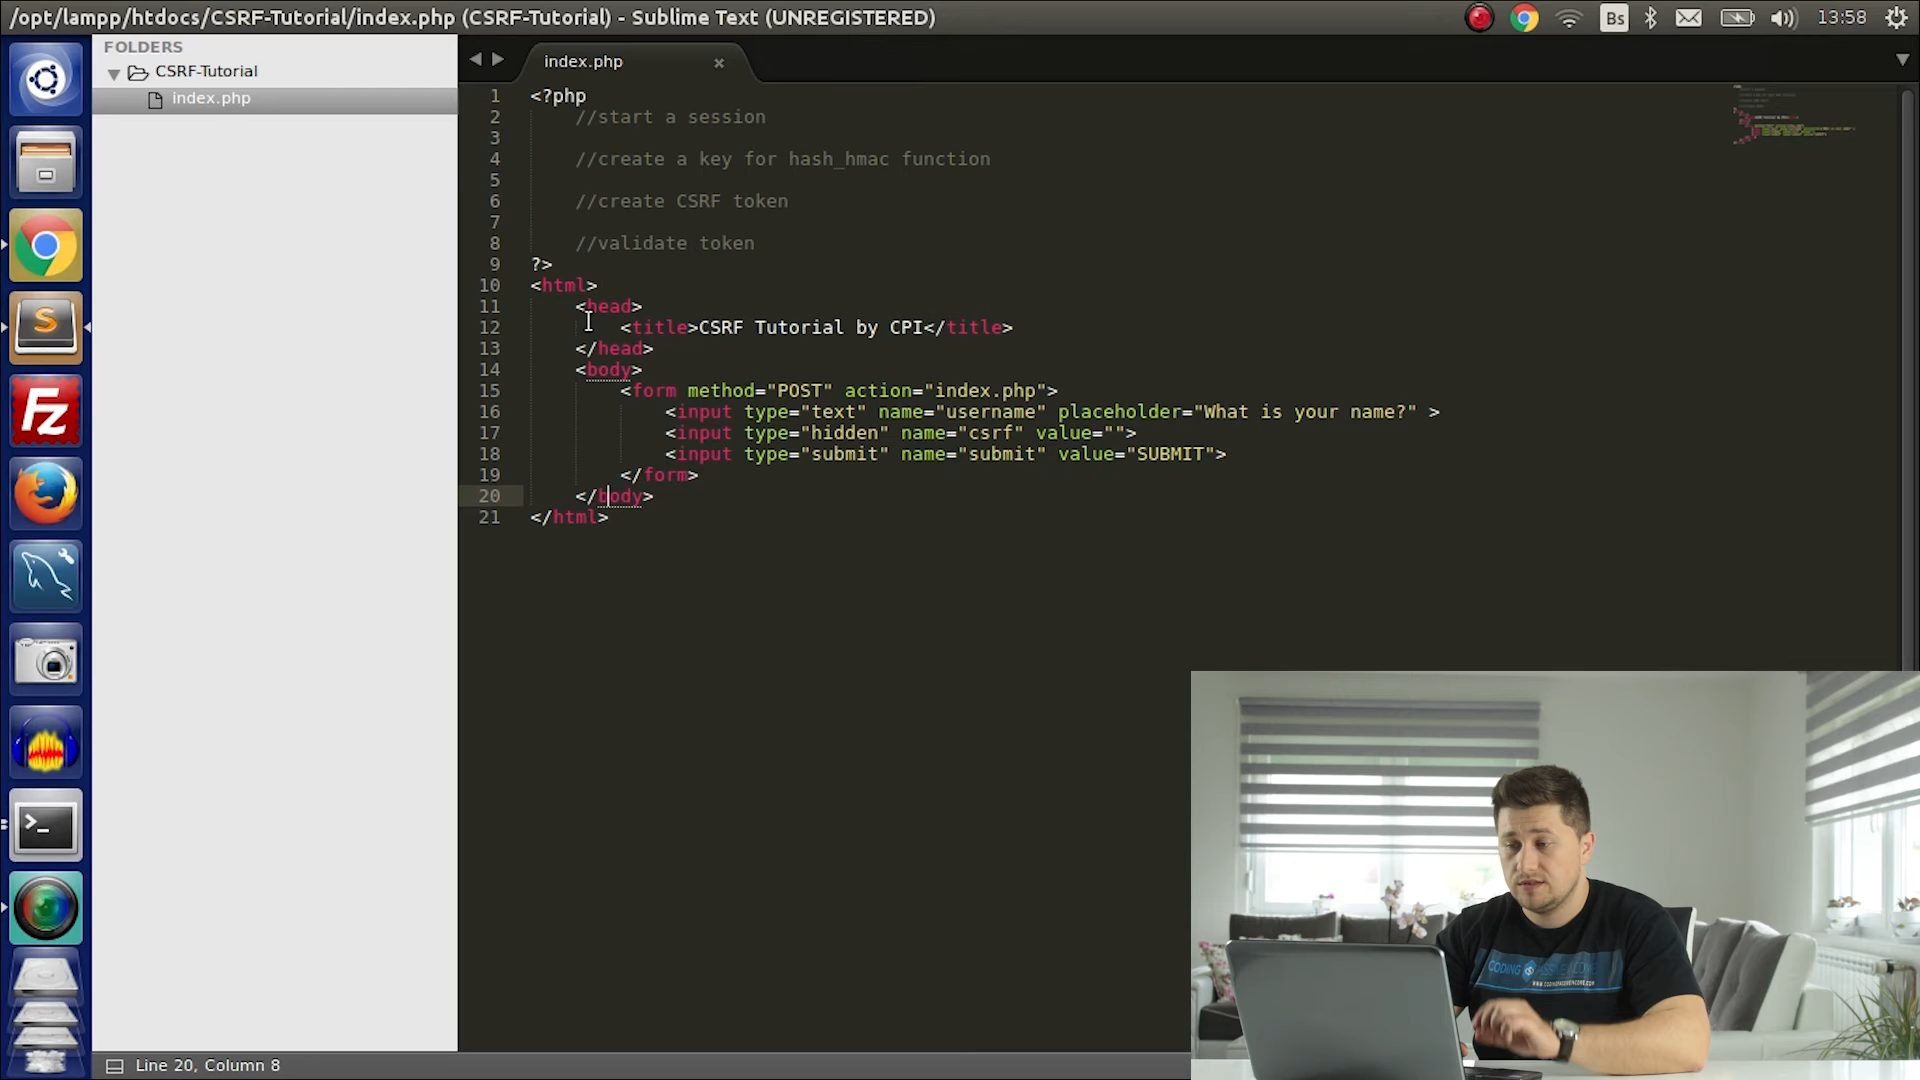 /opt/lampp/htdocs/CSRF-Tutorial/index.php (CSRF-Tutorial) - Sublime Text (UNREGISTERED)
Bs
13:58
FOLDERS
CSRF-Tutorial
index.php
index.php
1 <?php
2 //start a session
3
4 //create a key for hash_hmac function
5
6 //create CSRF token
7
8 //validate token
9 ?>
10 <html>
11 <head>
12 <title>CSRF Tutorial by CPI</title>
13 </head>
14 <body>
15 <form method="POST" action="index.php">
16 <input type="text" name="username" placeholder="What is your name?" >
17 <input type="hidden" name="csrf" value="">
18 <input type="submit" name="submit" value="SUBMIT">
19 </form>
20 </body>
21 </html>
CODING
Line 20, Column 8